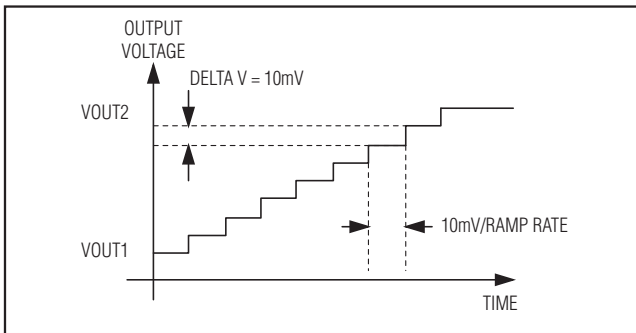 OUTPUT
VOLTAGE
DELTA V = 10mV
VOUT2
10mV/RAMP RATE
VOUT1
TIME